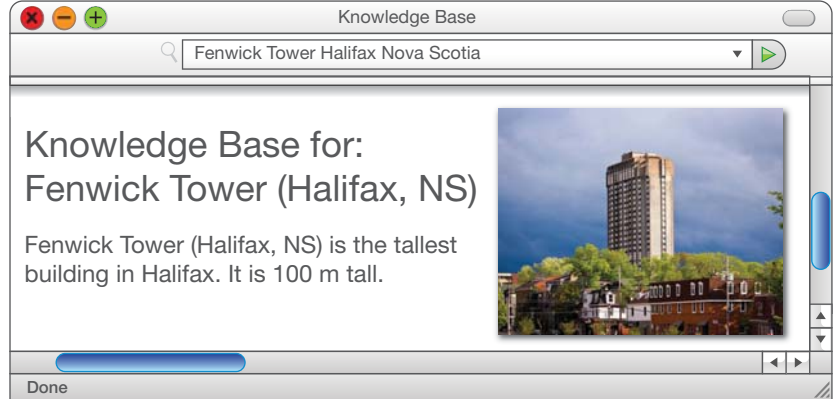 Knowledge Base
Fenwick Tower Halifax Nova Scotia
Knowledge Base for:
Fenwick Tower (Halifax, NS)
Fenwick Tower (Halifax, NS) is the tallest
building in Halifax. It is 100 m tall.
Done